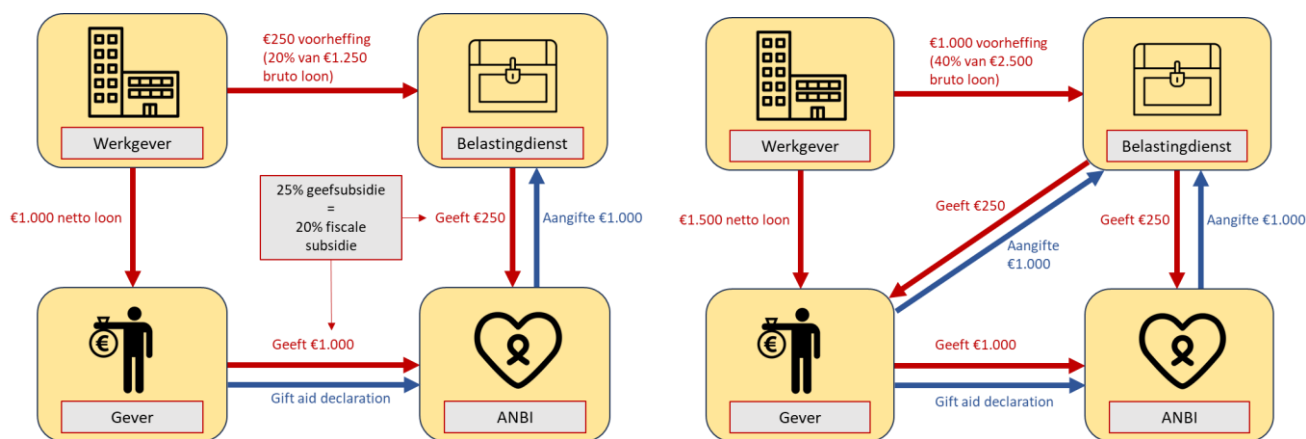 €250 voorheffing
(20% van €1.250
bruto loon)
Werkgever
Belastingdienst
€1.000 netto loon
25% geefsubsidie
=
20% fiscale
subsidie
Geeft €250
Aangifte €1.000
€
Geeft €1.000
Gift aid declaration
Gever
ANBI
€1.000 voorheffing
(40% van €2.500
bruto loon)
Werkgever
Belastingdienst
€1.500 netto loon
Geeft €250
Aangifte
€1.000
Geeft €250
Aangifte €1.000
€
Geeft €1.000
Gift aid declaration
Gever
ANBI